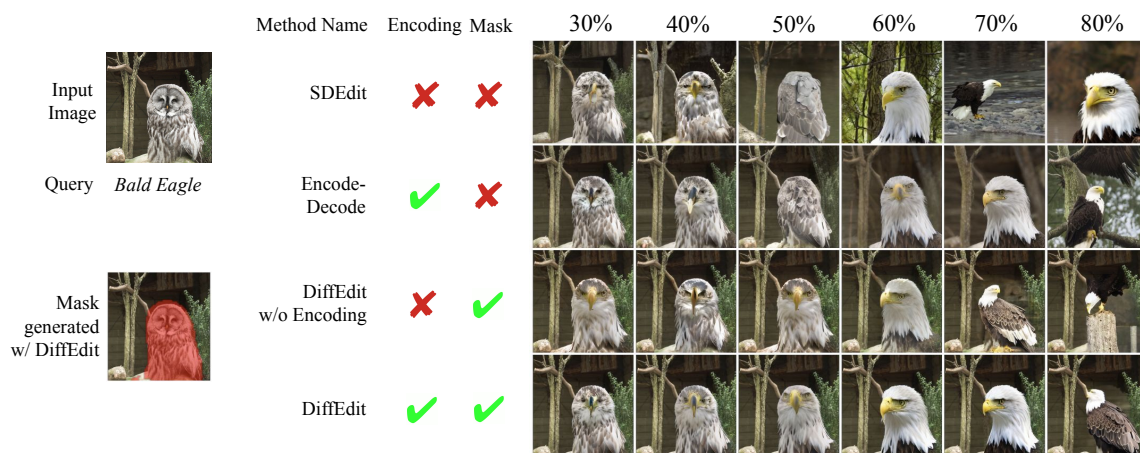 Method Name Encoding Mask 30% 40% 50% 60% 70% 80%
Input
Image
SDEdit
Query Bald Eagle
Encode-
Decode
Mask
generated
w/ DiffEdit
DiffEdit
w/o Encoding
DiffEdit